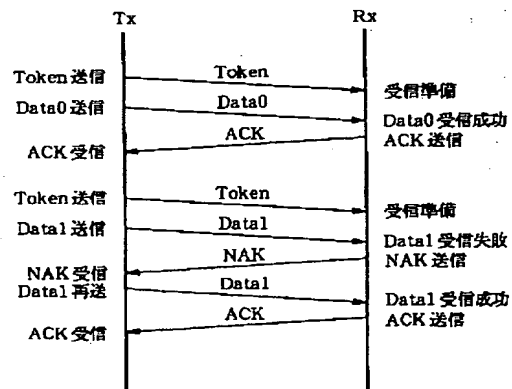 Tx
Rx
Token 送信
Token
受信準備
Data0 送信
Data0
Data0 受信成功
ACK
ACK 送信
ACK 受信
Token 送信
Token
受信準備
Data1 送信
Data1
Data1 受信失敗
NAK
NAK 送信
NAK 受信
Data1 再送
Data1
Data1 受信成功
ACK
ACK 送信
ACK 受信